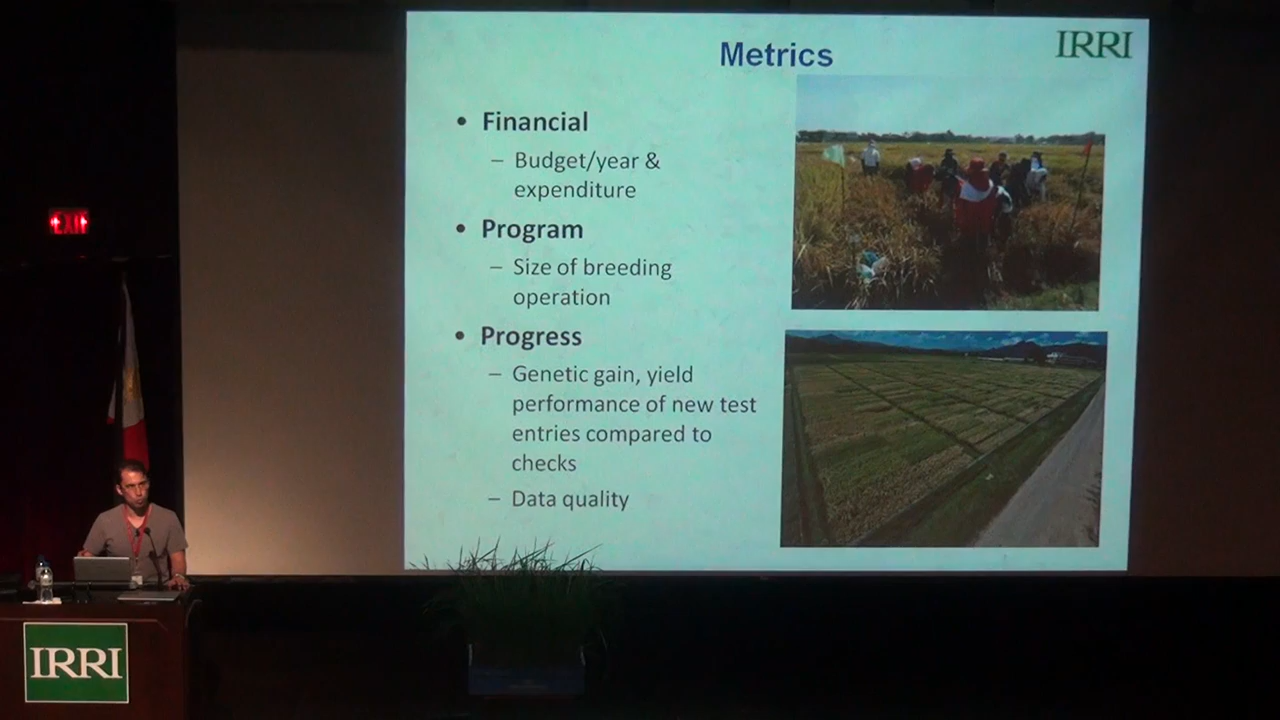 Metrics
IRRI
• Financial
– Budget/year &
expenditure
• Program
– Size of breeding
operation
• Progress
– Genetic gain, yield
performance of new test
entries compared to
checks
– Data quality
EXIT
IRRI